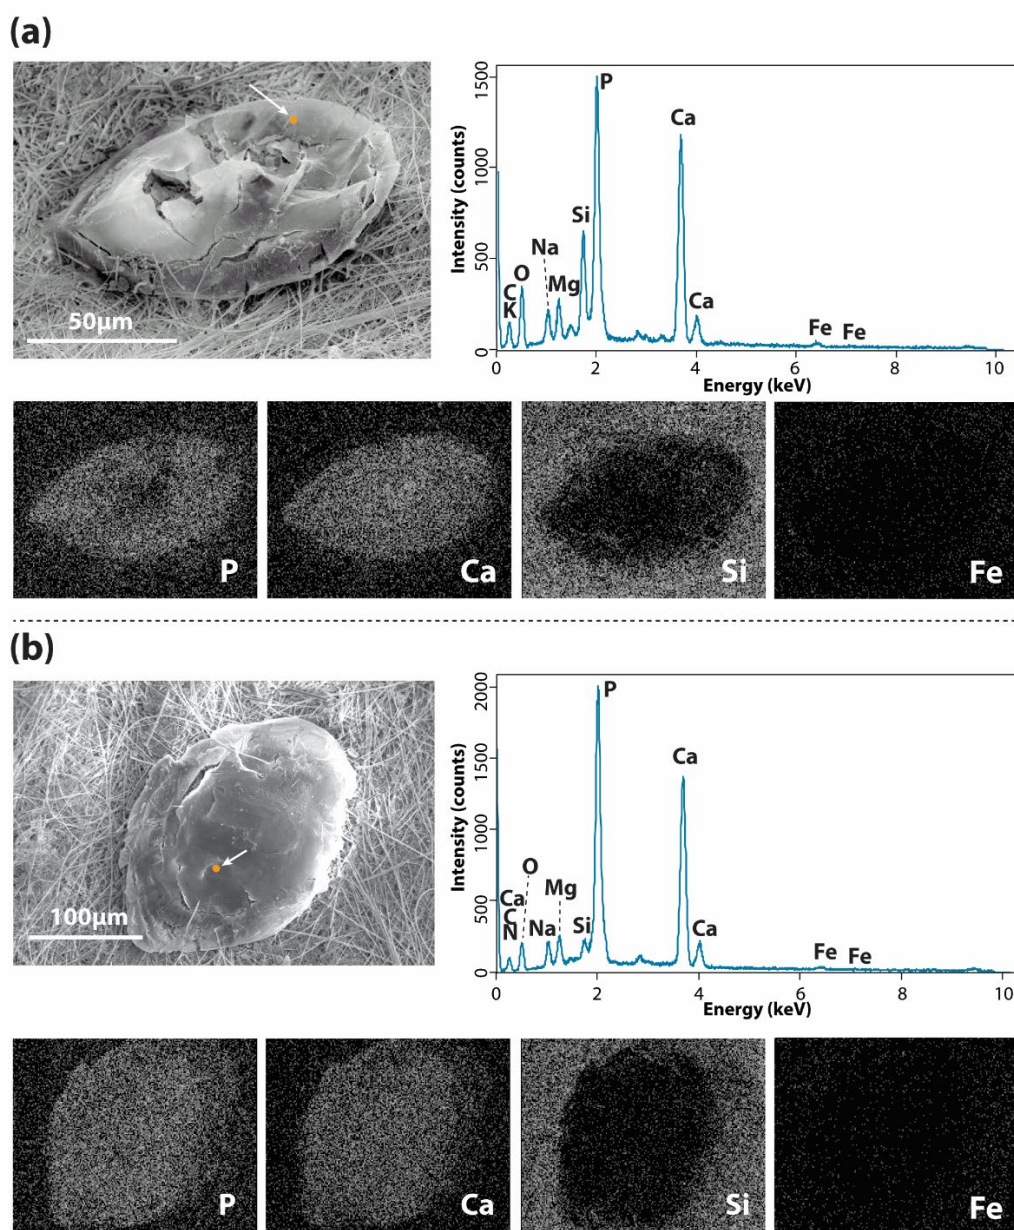 (a)
50μm
Intensity (counts)
1500
1000
500
0
P
Ca
Si
Na
O
Mg
C
K
Ca
Fe Fe
0 2 4 6 8 10
Energy (keV)
P
Ca
Si
Fe
(b)
100μm
Intensity (counts)
2000
1500
1000
500
0
P
Ca
O
Ca
C
N
Mg
Na
Si
Ca
Fe Fe
0 2 4 6 8 10
Energy (keV)
P
Ca
Si
Fe